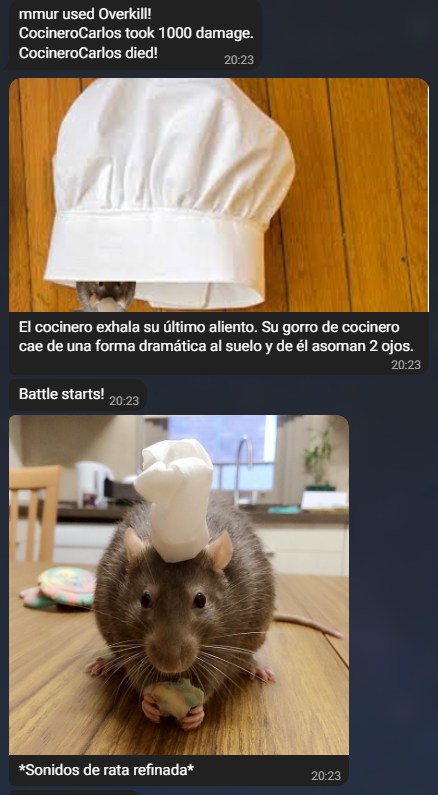 mmur used Overkill!
CocineroCarlos took 1000 damage.
CocineroCarlos died!
20:23
El cocinero exhala su último aliento. Su gorro de cocinero
cae de una forma dramática al suelo y de él asoman 2 ojos.
20:23
Battle starts! 20:23
*Sonidos de rata refinada*
20:23